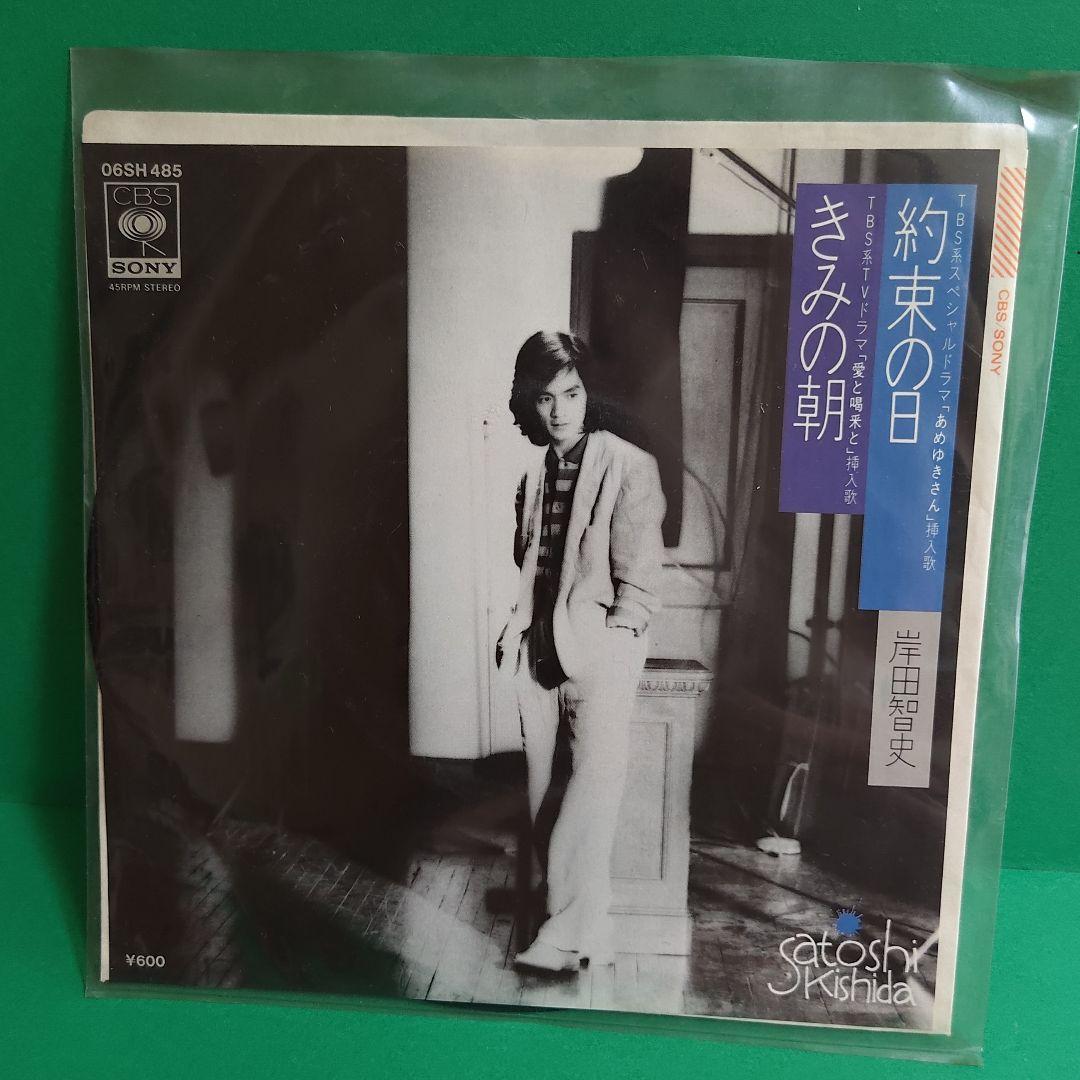 06SH 485
CBS
SONY
45RPM STEREO
TBS系スペシャルドラマ「あめゆきさん」挿入歌
約束の日
TBS系TVドラマ「愛と喝采と」挿入歌
きみの朝
岸田智史
CBS/SONY
¥600
Satoshi
Kishida